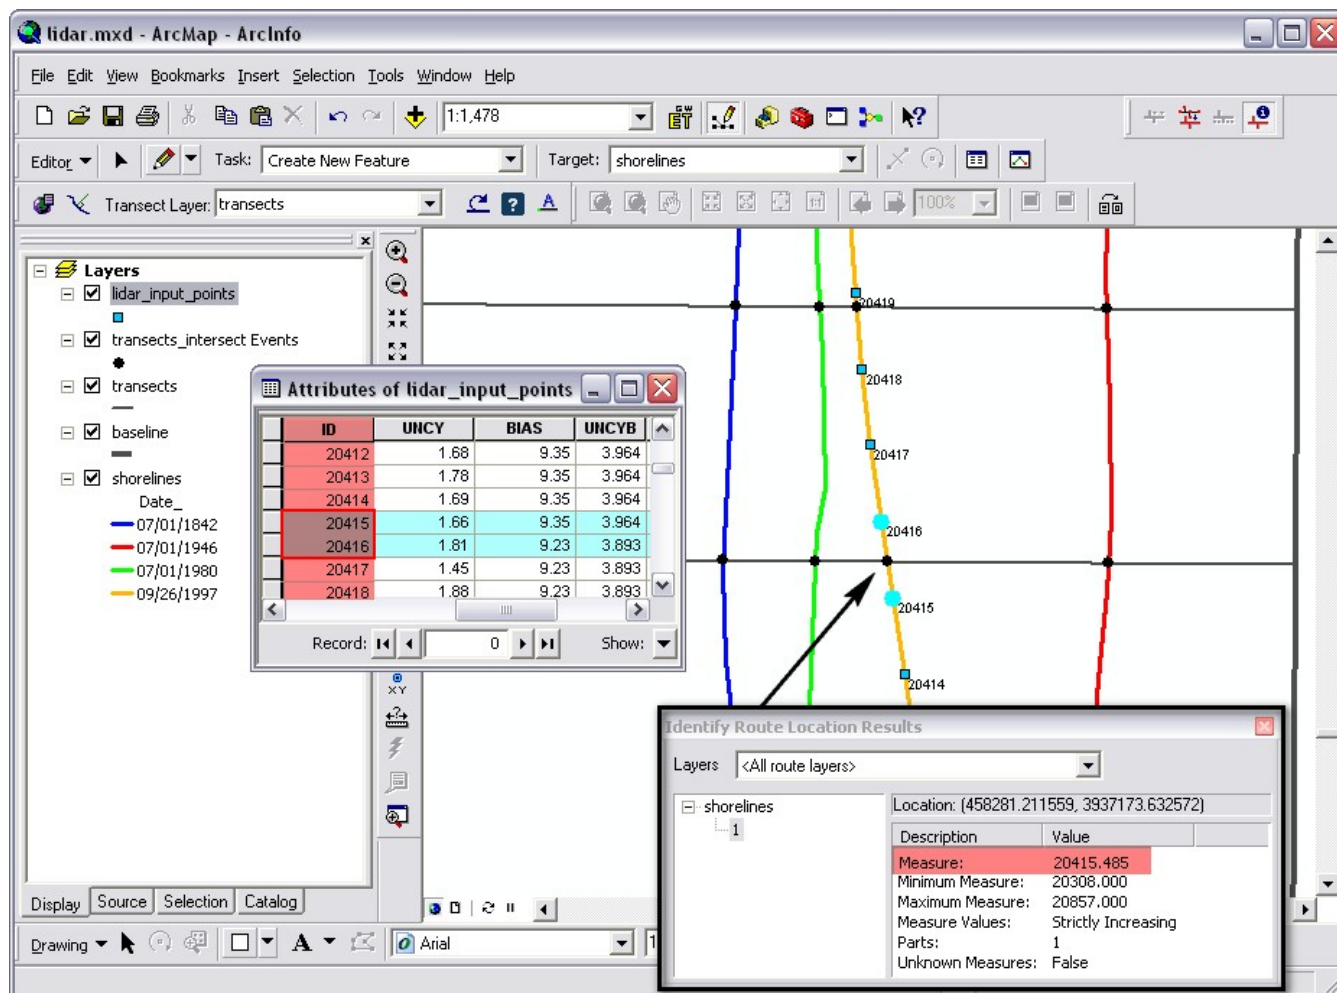 lidar.mxd - ArcMap - ArcInfo
File Edit View Bookmarks Insert Selection Tools Window Help
1:1,478
Editor Task: Create New Feature Target: shorelines
Transect Layer: transects 100%
Layers
lidar_input_points
transects_intersect Events
transects
baseline
shorelines
Date_
07/01/1842
07/01/1946
07/01/1980
09/26/1997
20419
20418
20417
20416
20415
20414
Attributes of lidar_input_points
ID UNCY BIAS UNCYB
20412 1.68 9.35 3.964
20413 1.78 9.35 3.964
20414 1.69 9.35 3.964
20415 1.66 9.35 3.964
20416 1.81 9.23 3.893
20417 1.45 9.23 3.893
20418 1.88 9.23 3.893
Record: 0 Show:
XY
Identify Route Location Results
Layers <All route layers>
shorelines
1
Location: (458281.211559, 3937173.632572)
Description Value
Measure: 20415.485
Minimum Measure: 20308.000
Maximum Measure: 20857.000
Measure Values: Strictly Increasing
Parts: 1
Unknown Measures: False
Display Source Selection Catalog
Drawing A Arial